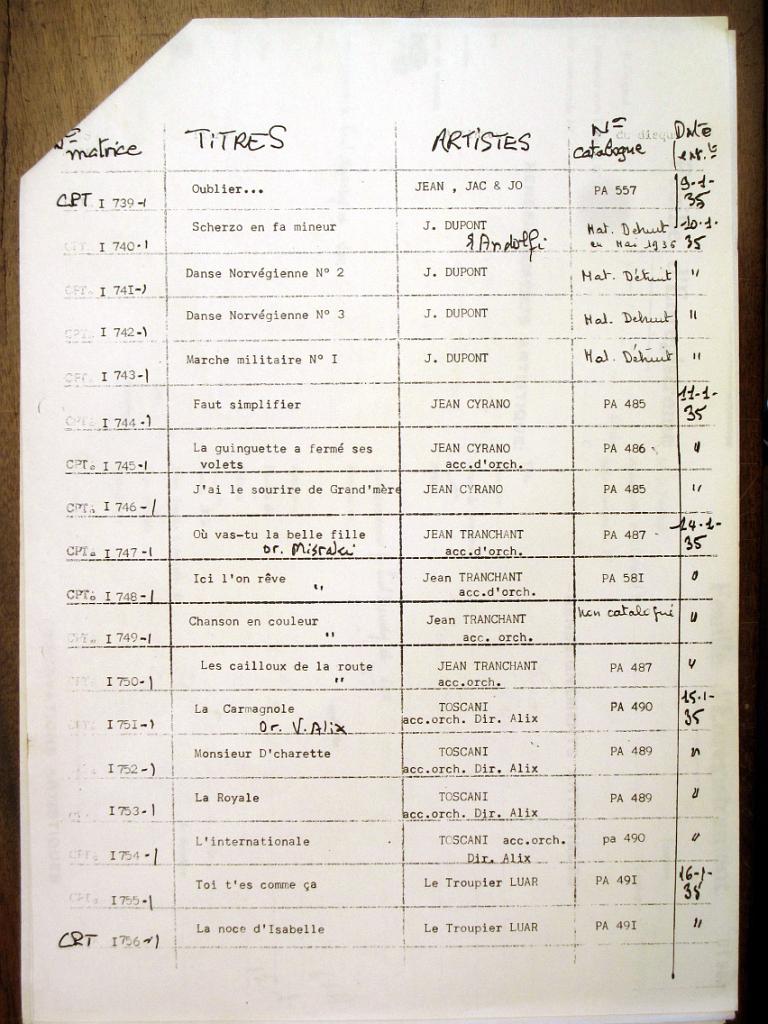 N° matrice TITRES ARTISTES N° catalogue Date enr.t
CPT I 739-1 Oublier... JEAN , JAC & JO PA 557 9-1-35
CPT. I 740-1 Scherzo en fa mineur J. DUPONT & Andolfi Mat. Détruit en Mai 1936 10-1-35
CPT. I 741-1 Danse Norvégienne N° 2 J. DUPONT Mat. Détruit "
CPT. I 742-1 Danse Norvégienne N° 3 J. DUPONT Mat. Détruit "
CPT. I 743-1 Marche militaire N° I J. DUPONT Mat. Détruit "
CPT. I 744-1 Faut simplifier JEAN CYRANO PA 485 11-1-35
CPT. I 745-1 La guinguette a fermé ses volets JEAN CYRANO acc.d'orch. PA 486 "
CPT. I 746-1 J'ai le sourire de Grand'mère JEAN CYRANO PA 485 "
CPT. I 747-1 Où vas-tu la belle fille or. Misraki JEAN TRANCHANT acc.d'orch. PA 487 14-1-35
CPT. I 748-1 Ici l'on rêve " Jean TRANCHANT acc.d'orch. PA 58I "
CPT. I 749-1 Chanson en couleur " Jean TRANCHANT acc. orch. non catalogué "
CPT. I 750-1 Les cailloux de la route " JEAN TRANCHANT acc.orch. PA 487 "
CPT. I 75I-1 La Carmagnole Or. V. Alix TOSCANI acc.orch. Dir. Alix PA 490 15-1-35
CPT. I 752-1 Monsieur D'charette TOSCANI acc.orch. Dir. Alix PA 489 "
CPT. I 753-1 La Royale TOSCANI acc.orch. Dir. Alix PA 489 "
CPT. I 754-1 L'internationale TOSCANI acc.orch. Dir. Alix pa 490 "
CPT. I 755-1 Toi t'es comme ça Le Troupier LUAR PA 49I 16-1-35
CPT I 756-1 La noce d'Isabelle Le Troupier LUAR PA 49I "